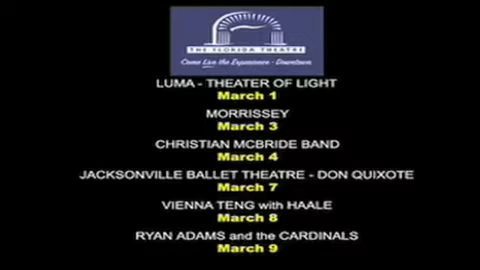 THE FLORIDA THEATRE
Come Live the Experience - Downtown
LUMA - THEATER OF LIGHT
March 1
MORRISSEY
March 3
CHRISTIAN MCBRIDE BAND
March 4
JACKSONVILLE BALLET THEATRE - DON QUIXOTE
March 7
VIENNA TENG with HAALE
March 8
RYAN ADAMS and the CARDINALS
March 9